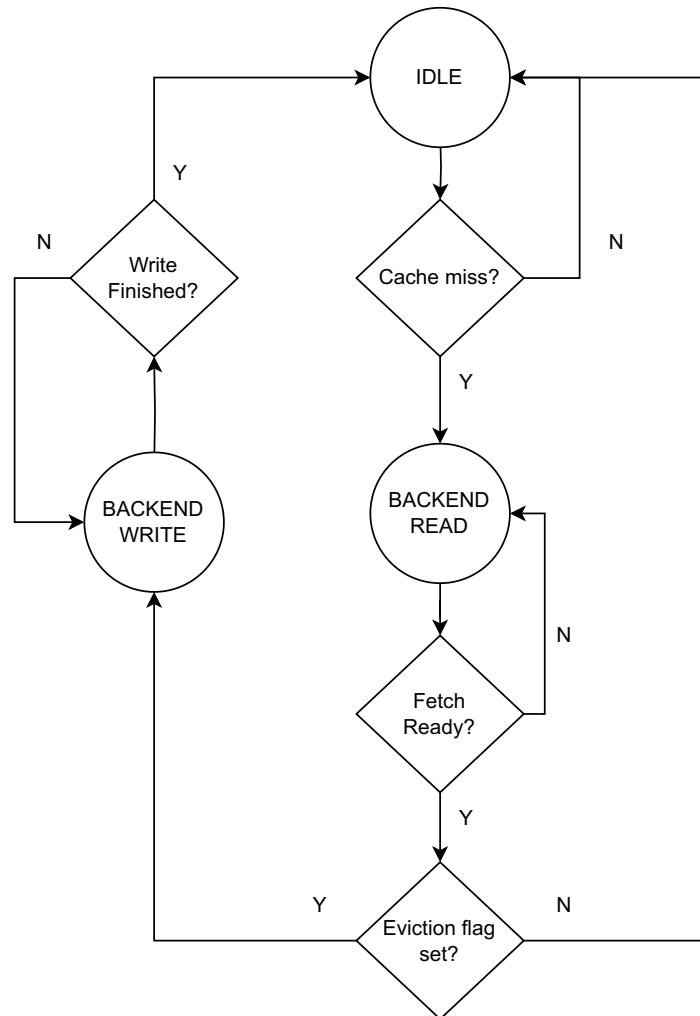 IDLE
Y
N
Write
Finished?
Cache miss?
N
Y
BACKEND
WRITE
BACKEND
READ
N
Fetch
Ready?
Y
Y
N
Eviction flag
set?